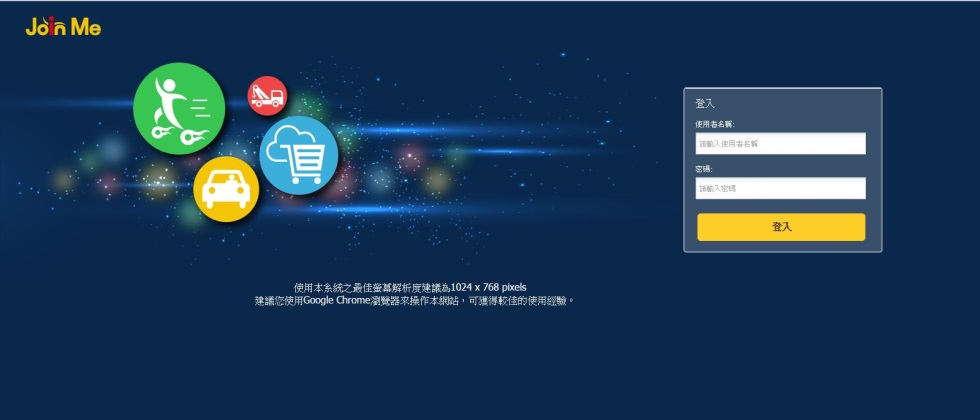 Join Me
登入
使用者名稱:
請輸入使用者名稱
密碼:
請輸入密碼
登入
使用本系統之最佳螢幕解析度建議為1024 x 768 pixels
建議您使用Google Chrome瀏覽器來操作本網站，可獲得較佳的使用經驗。